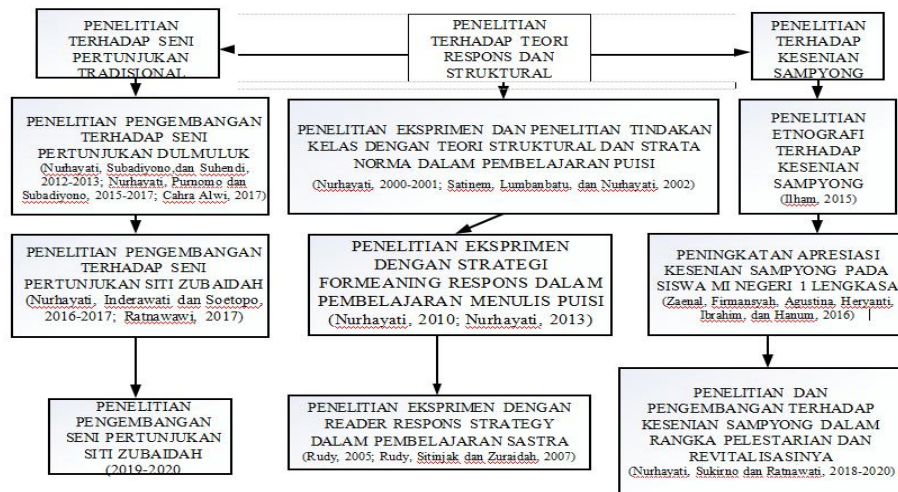 PENELITIAN
TERHADAP SENI
PERTUNJUKAN
TRADISIONAL
PENELITIAN
TERHADAP TEORI
RESPONS DAN
STRUKTURAL
PENELITIAN
TERHADAP
KESENIAN
SAMPYONG
PENELITIAN PENGEMBANGAN
TERHADAP SENI
PERTUNJUKAN DULMULUK
(Nurhayati, Subadiyono,dan Suhendi,
2012-2013; Nurhayati, Purnomo dan
Subadiyono, 2015-2017; Cahra Alwi, 2017)
PENELITIAN EKSPRIMEN DAN PENELITIAN TINDAKAN
KELAS DENGAN TEORI STRUKTURAL DAN STRATA
NORMA DALAM PEMBELAJARAN PUISI
(Nurhayati, 2000-2001; Satinem, Lumbanbatu, dan Nurhayati, 2002)
PENELITIAN
ETNOGRAFI
TERHADAP
KESENIAN
SAMPYONG
(Ilham, 2015)
PENELITIAN PENGEMBANGAN
TERHADAP SENI
PERTUNJUKAN SITI ZUBAIDAH
(Nurhayati, Inderawati dan Soetopo,
2016-2017; Ratnawawi, 2017)
PENELITIAN EKSPRIMEN
DENGAN STRATEGI
FORMEANING RESPONS DALAM
PEMBELAJARAN MENULIS PUISI
(Nurhayati, 2010; Nurhayati, 2013)
PENINGKATAN APRESIASI
KESENIAN SAMPYONG PADA
SISWA MI NEGERI 1 LENGKASA
(Zaenal, Firmansyah, Agustina, Heryanti,
Ibrahim, dan Hanum, 2016)
PENELITIAN
PENGEMBANGAN
SENI PERTUNJUKAN
SITI ZUBAIDAH
(2019-2020
PENELITIAN EKSPRIMEN DENGAN
READER RESPONS STRATEGY
DALAM PEMBELAJARAN SASTRA
(Rudy, 2005; Rudy, Sitinjak dan Zuraidah, 2007)
PENELITIAN DAN
PENGEMBANGAN TERHADAP
KESENIAN SAMPYONG DALAM
RANGKA PELESTARIAN DAN
REVITALISASINYA
(Nurhayati, Sukirno dan Ratnawati, 2018-2020)